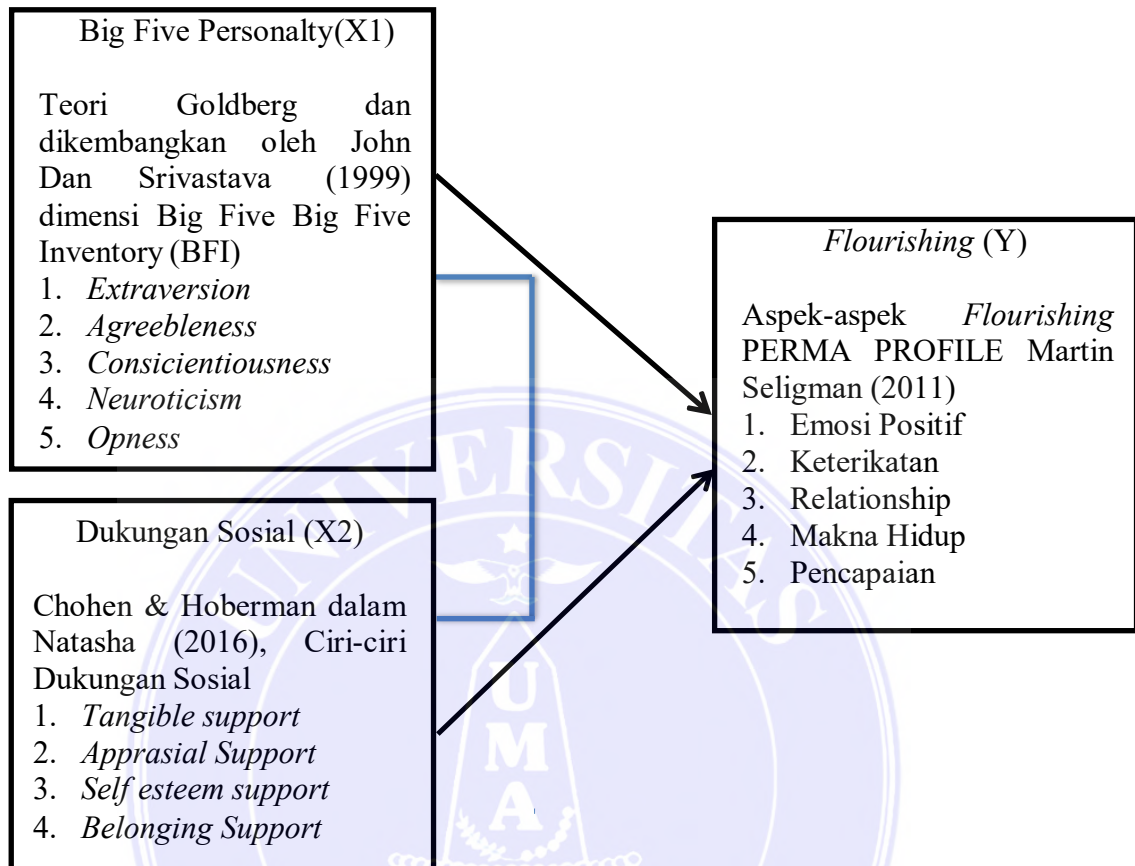 Big Five Personalty(X1)
Teori Goldberg dan
dikembangkan oleh John
Dan Srivastava (1999)
dimensi Big Five Big Five
Inventory (BFI)
1. Extraversion
2. Agreebleness
3. Consicientiousness
4. Neuroticism
5. Opness
Dukungan Sosial (X2)
Chohen & Hoberman dalam
Natasha (2016), Ciri-ciri
Dukungan Sosial
1. Tangible support
2. Apprasial Support
3. Self esteem support
4. Belonging Support
Flourishing (Y)
Aspek-aspek Flourishing
PERMA PROFILE Martin
Seligman (2011)
1. Emosi Positif
2. Keterikatan
3. Relationship
4. Makna Hidup
5. Pencapaian
UNIVERSITAS
UMA